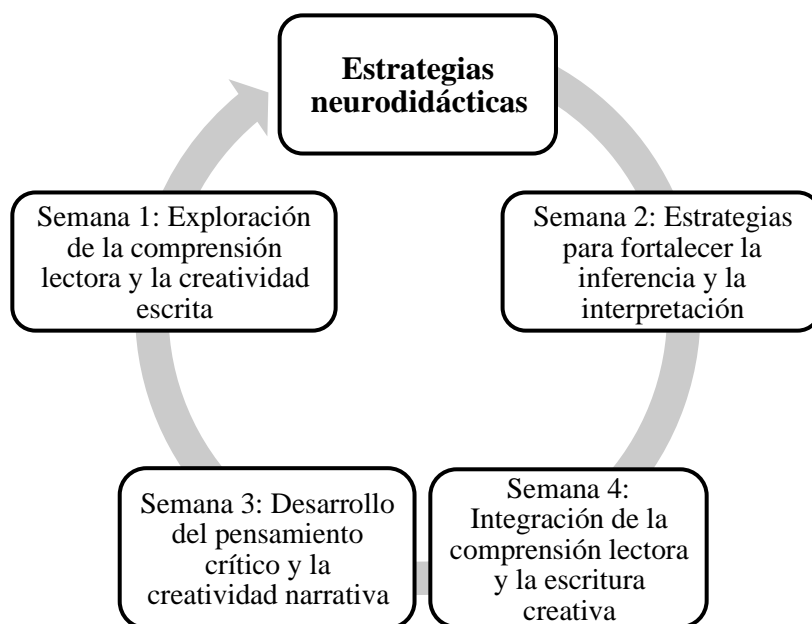 Estrategias
neurodidácticas
Semana 1: Exploración
de la comprensión
lectora y la creatividad
escrita
Semana 2: Estrategias
para fortalecer la
inferencia y la
interpretación
Semana 3: Desarrollo
del pensamiento
crítico y la
creatividad narrativa
Semana 4:
Integración de la
comprensión lectora
y la escritura
creativa